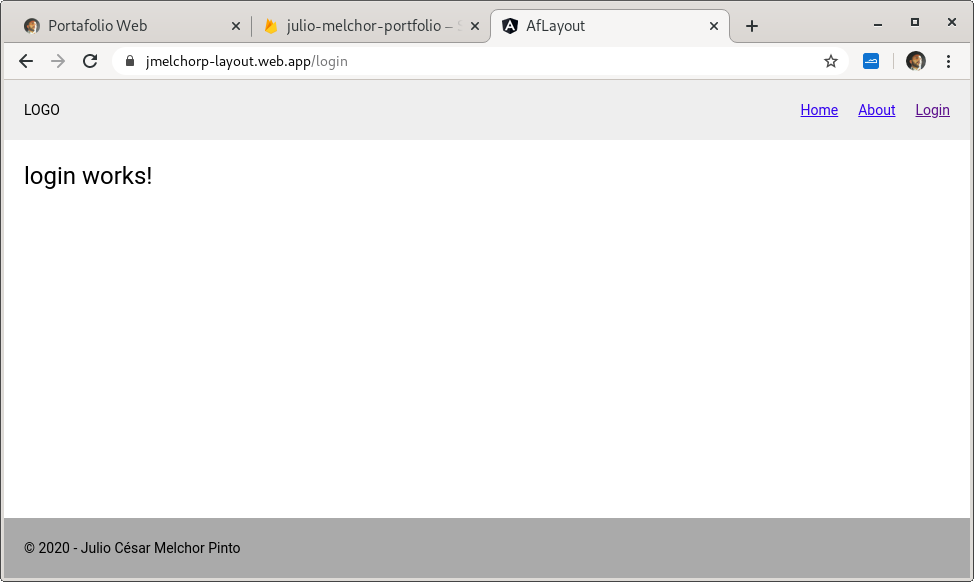 Portafolio Web
julio-melchor-portfolio –
AfLayout
jmelchorp-layout.web.app/login
LOGO
Home
About
Login
login works!
© 2020 - Julio César Melchor Pinto